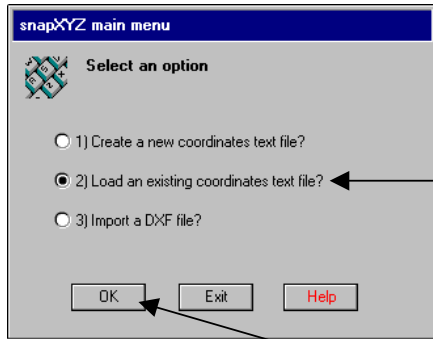 snapXYZ main menu
Select an option
1) Create a new coordinates text file?
2) Load an existing coordinates text file?
3) Import a DXF file?
OK Exit Help